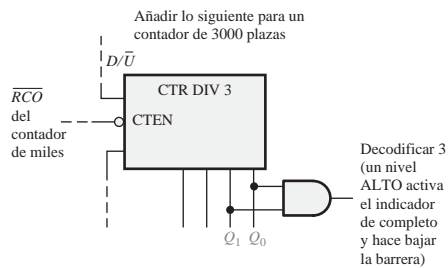 Añadir lo siguiente para un
contador de 3000 plazas
D/Ū
CTR DIV 3
R̅C̅O̅
del
contador
de miles
CTEN
Decodificar 3
(un nivel
ALTO activa
el indicador
de completo
y hace bajar
la barrera)
Q₁ Q₀